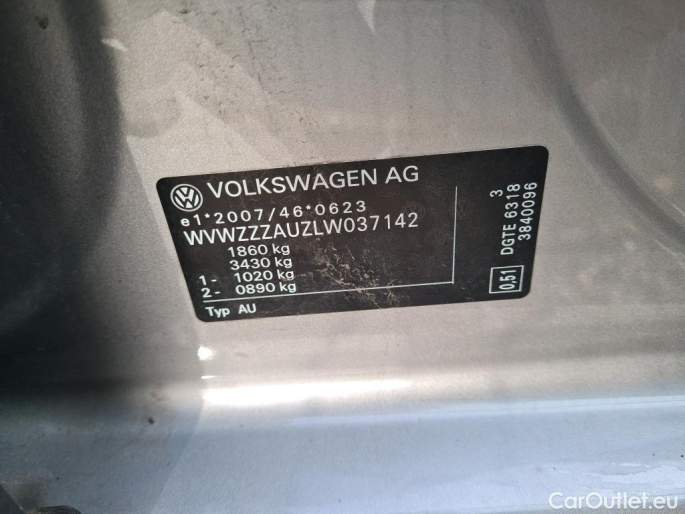 VOLKSWAGEN AG
e1*2007/46*0623
WVWZZZAUZLW037142
1860 kg
3430 kg
1- 1020 kg
2- 0890 kg
Typ AU
3
DGTE 6318
3840096
0,51
CarOutlet.eu